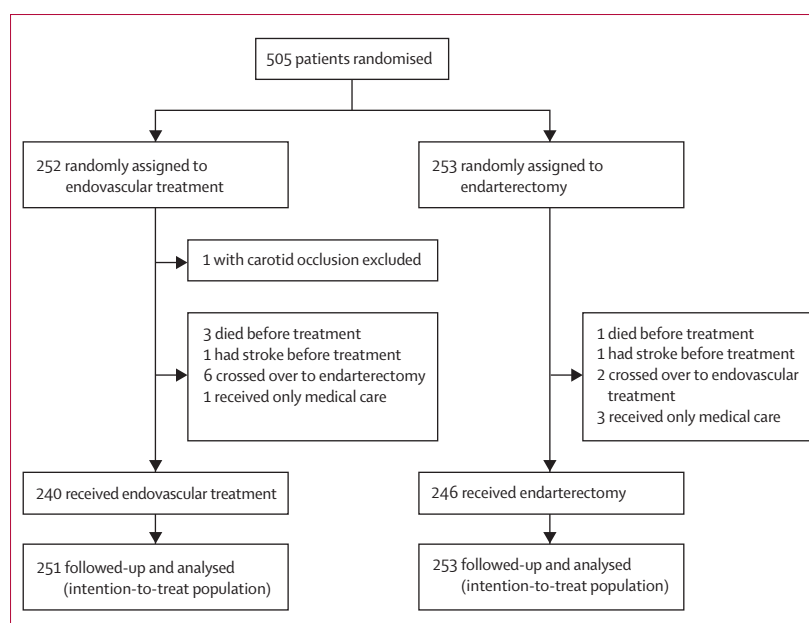 505 patients randomised
252 randomly assigned to
endovascular treatment
253 randomly assigned to
endarterectomy
1 with carotid occlusion excluded
3 died before treatment
1 had stroke before treatment
6 crossed over to endarterectomy
1 received only medical care
1 died before treatment
1 had stroke before treatment
2 crossed over to endovascular
treatment
3 received only medical care
240 received endovascular treatment
246 received endarterectomy
251 followed-up and analysed
(intention-to-treat population)
253 followed-up and analysed
(intention-to-treat population)